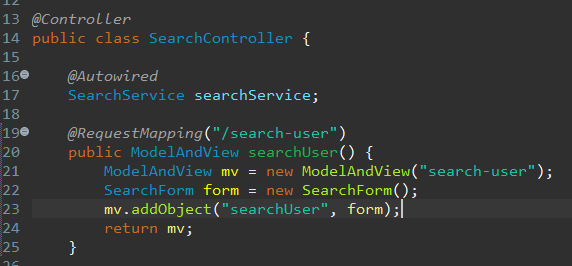 12
13 @Controller
14 public class SearchController {
15
16 @Autowired
17 SearchService searchService;
18
19 @RequestMapping("/search-user")
20 public ModelAndView searchUser() {
21 ModelAndView mv = new ModelAndView("search-user");
22 SearchForm form = new SearchForm();
23 mv.addObject("searchUser", form);
24 return mv;
25 }